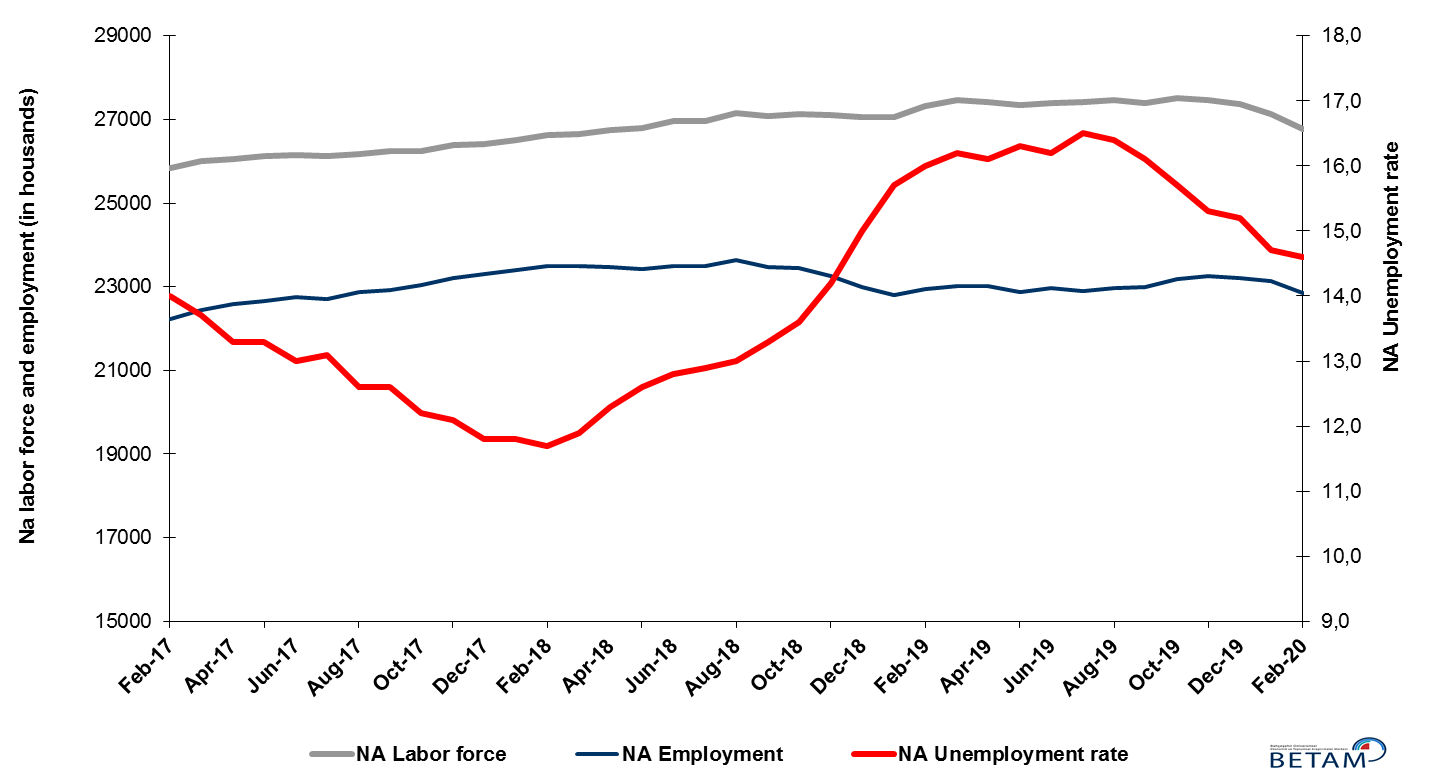 29000
27000
25000
23000
21000
19000
17000
15000
Na labor force and employment (in housands)
18,0
17,0
16,0
15,0
14,0
13,0
12,0
11,0
10,0
9,0
NA Unemployment rate
Feb-17
Apr-17
Jun-17
Aug-17
Oct-17
Dec-17
Feb-18
Apr-18
Jun-18
Aug-18
Oct-18
Dec-18
Feb-19
Apr-19
Jun-19
Aug-19
Oct-19
Dec-19
Feb-20
NA Labor force
NA Employment
NA Unemployment rate
BETAM